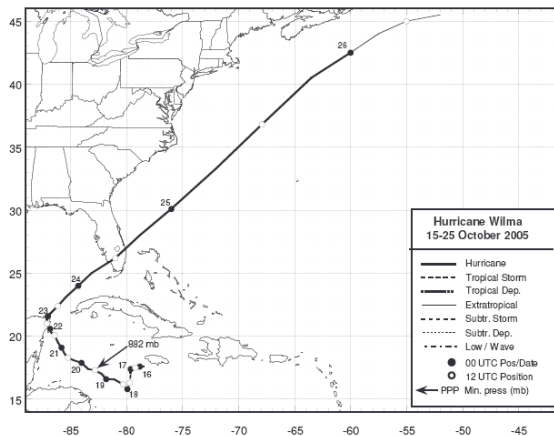 45
40
35
30
25
20
15
26
25
24
23
22
21
20
19
18
17
16
882 mb
Hurricane Wilma
15-25 October 2005
Hurricane
Tropical Storm
Tropical Dep.
Extratropical
Subtr. Storm
Subtr. Dep.
Low / Wave
00 UTC Pos/Date
12 UTC Position
PPP Min. press (mb)
-85 -80 -75 -70 -65 -60 -55 -50 -45